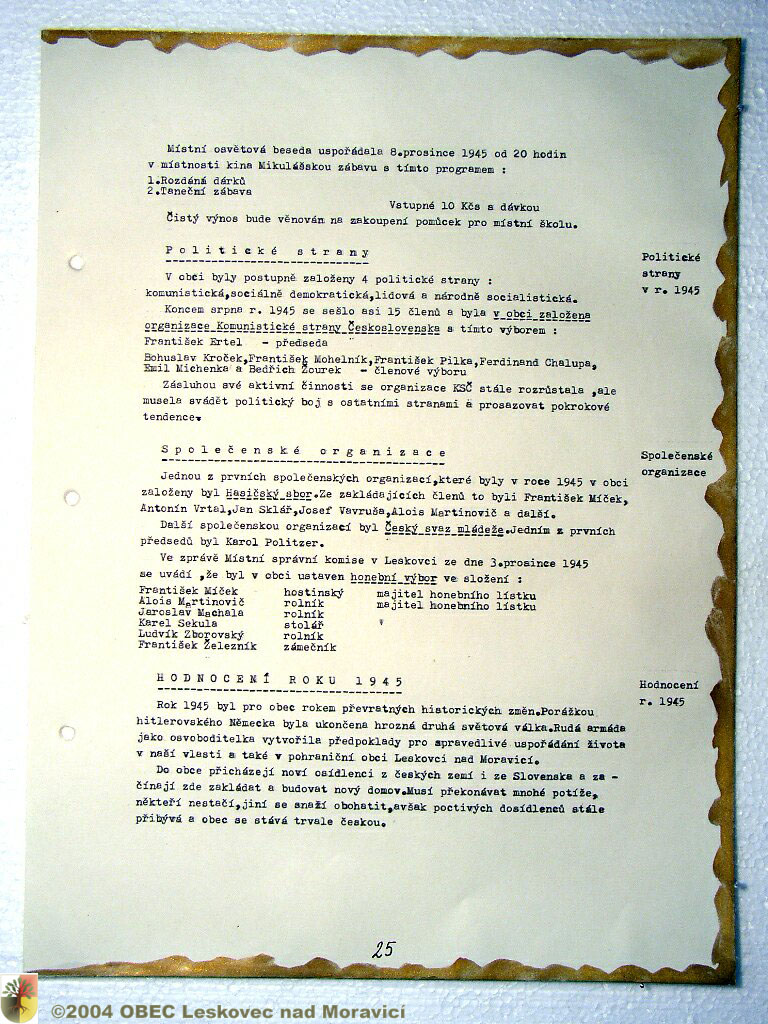 Místní osvětová beseda uspořádala 8.prosince 1945 od 20 hodin
v místnosti kina Mikulášskou zábavu s tímto programem :
1.Rozdáná dárků
2.Taneční zábava
Vstupné 10 Kčs a dávkou
Čistý výnos bude věnován na zakoupení pomůcek pro místní školu.
Politické strany
Politické
strany
v r. 1945
V obci byly postupně založeny 4 politické strany :
komunistická,sociálně demokratická,lidová a národně socialistická.
Koncem srpna r. 1945 se sešlo asi 15 členů a byla v obci založena
organizace Komunistické strany Československa s tímto výborem :
František Ertel - předseda
Bohuslav Kroček,František Mohelník,František Pilka,Ferdinand Chalupa,
Emil Michenka a Bedřich Žourek - členové výboru
Zásluhou své aktivní činnosti se organizace KSČ stále rozrůstala ,ale
musela svádět politický boj s ostatními stranami a prosazovat pokrokové
tendence.
Společenské organizace
Společenské
organizace
Jednou z prvních společenských organizací,které byly v roce 1945 v obci
založeny byl Hasičský sbor.Ze zakládajících členů to byli František Míček,
Antonín Vrtal,Jan Sklář,Josef Vavruša,Alois Martinovič a další.
Další společenskou organizací byl Český svaz mládeže.Jedním z prvních
předsedů byl Karol Politzer.
Ve zprávě Místní správní komise v Leskovci ze dne 3.prosince 1945
se uvádí ,že byl v obci ustaven honební výbor ve složení :
František Míček hostinský majitel honebního lístku
Alois Martinovič rolník majitel honebního lístku
Jaroslav Machala rolník
Karel Sekula stolář "
Ludvík Zborovský rolník
František Železník zámečník
HODNOCENÍ ROKU 1945
Hodnocení
r. 1945
Rok 1945 byl pro obec rokem převratných historických změn.Porážkou
hitlerovského Německa byla ukončena hrozná druhá světová válka.Rudá armáda
jako osvoboditelka vytvořila předpoklady pro spravedlivé uspořádání života
v naší vlasti a také v pohraniční obci Leskovci nad Moravicí.
Do obce přicházejí noví osídlenci z českých zemí i ze Slovenska a za -
čínají zde zakládat a budovat nový domov.Musí překonávat mnohé potíže,
někteří nestačí,jiní se snaží obohatit,avšak poctivých dosídlenců stále
přibývá a obec se stává trvale českou.
25
©2004 OBEC Leskovec nad Moravicí